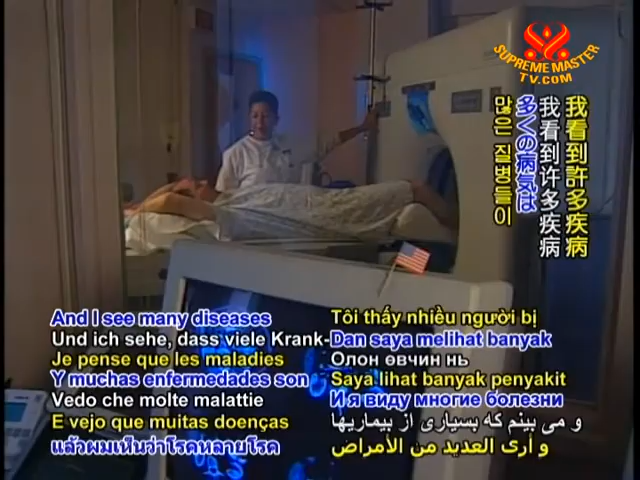 SUPREME MASTER
TV.COM
我看到許多疾病
我看到许多疾病
多くの病気は
많은 질병들이
And I see many diseases
Und ich sehe, dass viele Krank-
Je pense que les maladies
Y muchas enfermedades son
Vedo che molte malattie
E vejo que muitas doenças
แล้วผมเห็นว่าโรคหลายโรค
Tôi thấy nhiều người bị
Dan saya melihat banyak
Олон өвчин нь
Saya lihat banyak penyakit
И я виду многие болезни
و می بینم که بسیاری از بیماریها
و أرى العديد من الأمراض